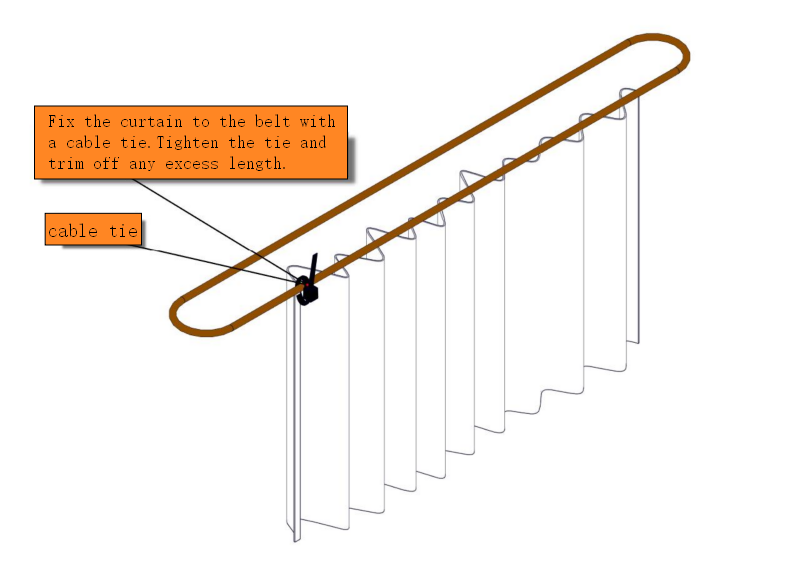 Fix the curtain to the belt with
a cable tie.Tighten the tie and
trim off any excess length.
cable tie